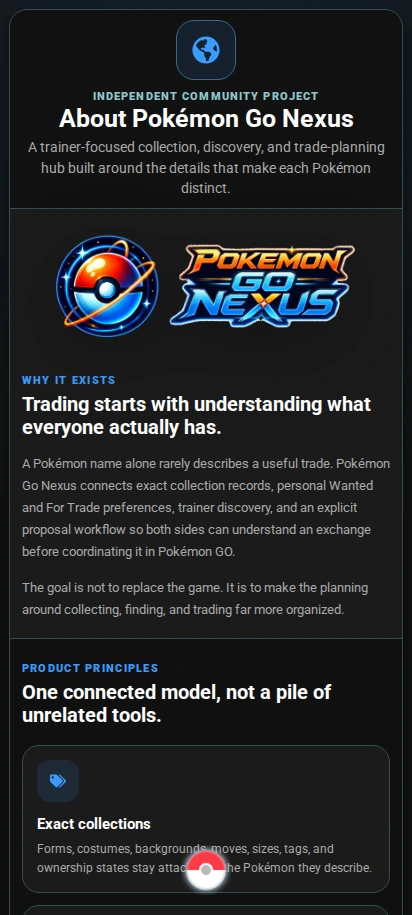 INDEPENDENT COMMUNITY PROJECT
About Pokémon Go Nexus
A trainer-focused collection, discovery, and trade-planning
hub built around the details that make each Pokémon
distinct.
POKEMON
GO
NEXUS
WHY IT EXISTS
Trading starts with understanding what
everyone actually has.
A Pokémon name alone rarely describes a useful trade. Pokémon
Go Nexus connects exact collection records, personal Wanted
and For Trade preferences, trainer discovery, and an explicit
proposal workflow so both sides can understand an exchange
before coordinating it in Pokémon GO.
The goal is not to replace the game. It is to make the planning
around collecting, finding, and trading far more organized.
PRODUCT PRINCIPLES
One connected model, not a pile of
unrelated tools.
Exact collections
Forms, costumes, backgrounds, moves, sizes, tags, and
ownership states stay the Pokémon they describe.